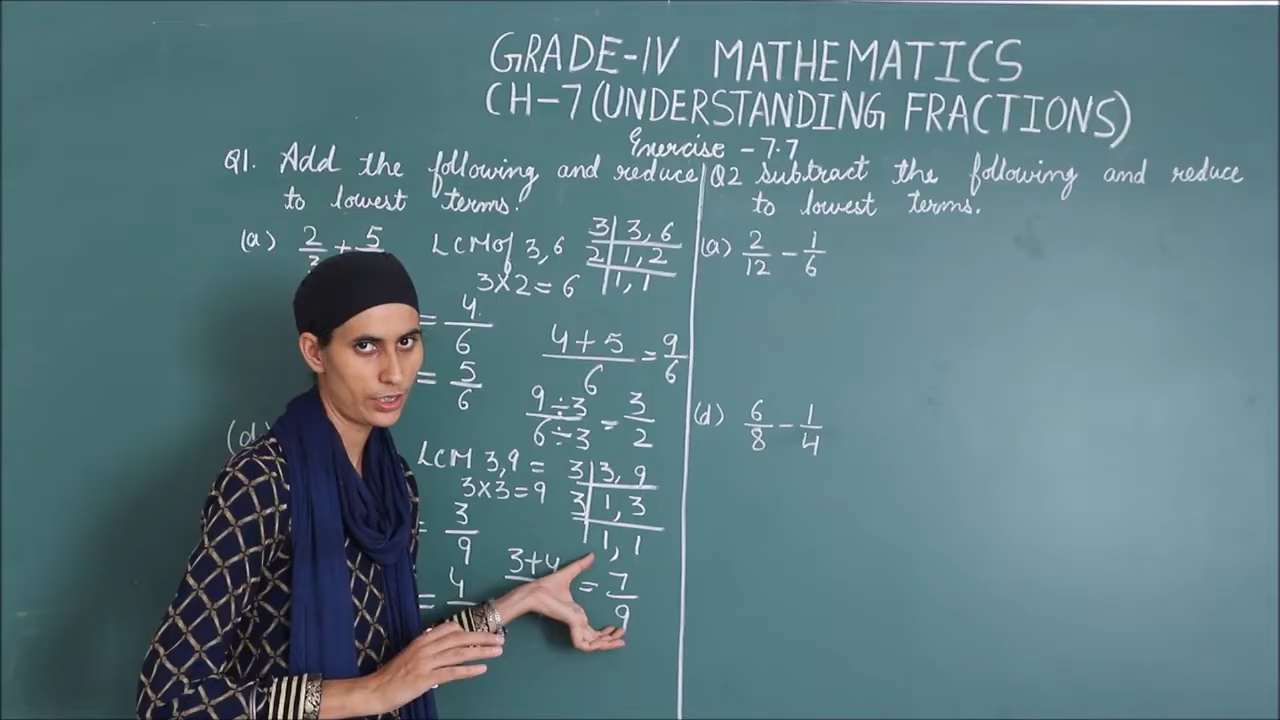 GRADE-IV MATHEMATICS
CH-7 (UNDERSTANDING FRACTIONS)
Exercise - 7.7
Q1. Add the following and reduce
to lowest terms.
(a) 2/3 + 5
LCM of 3, 6
3 | 3, 6
2 | 1, 2
1, 1
3×2=6
= 4/6
= 5/6
4+5/6 = 9/6
9÷3/6÷3 = 3/2
(d)
LCM 3,9 =
3 | 3, 9
3 | 1, 3
1, 1
3×3=9
= 3/9
= 4
3+4
= 7/9
Q2 Subtract the following and reduce
to lowest terms.
(a) 2/12 - 1/6
(d) 6/8 - 1/4